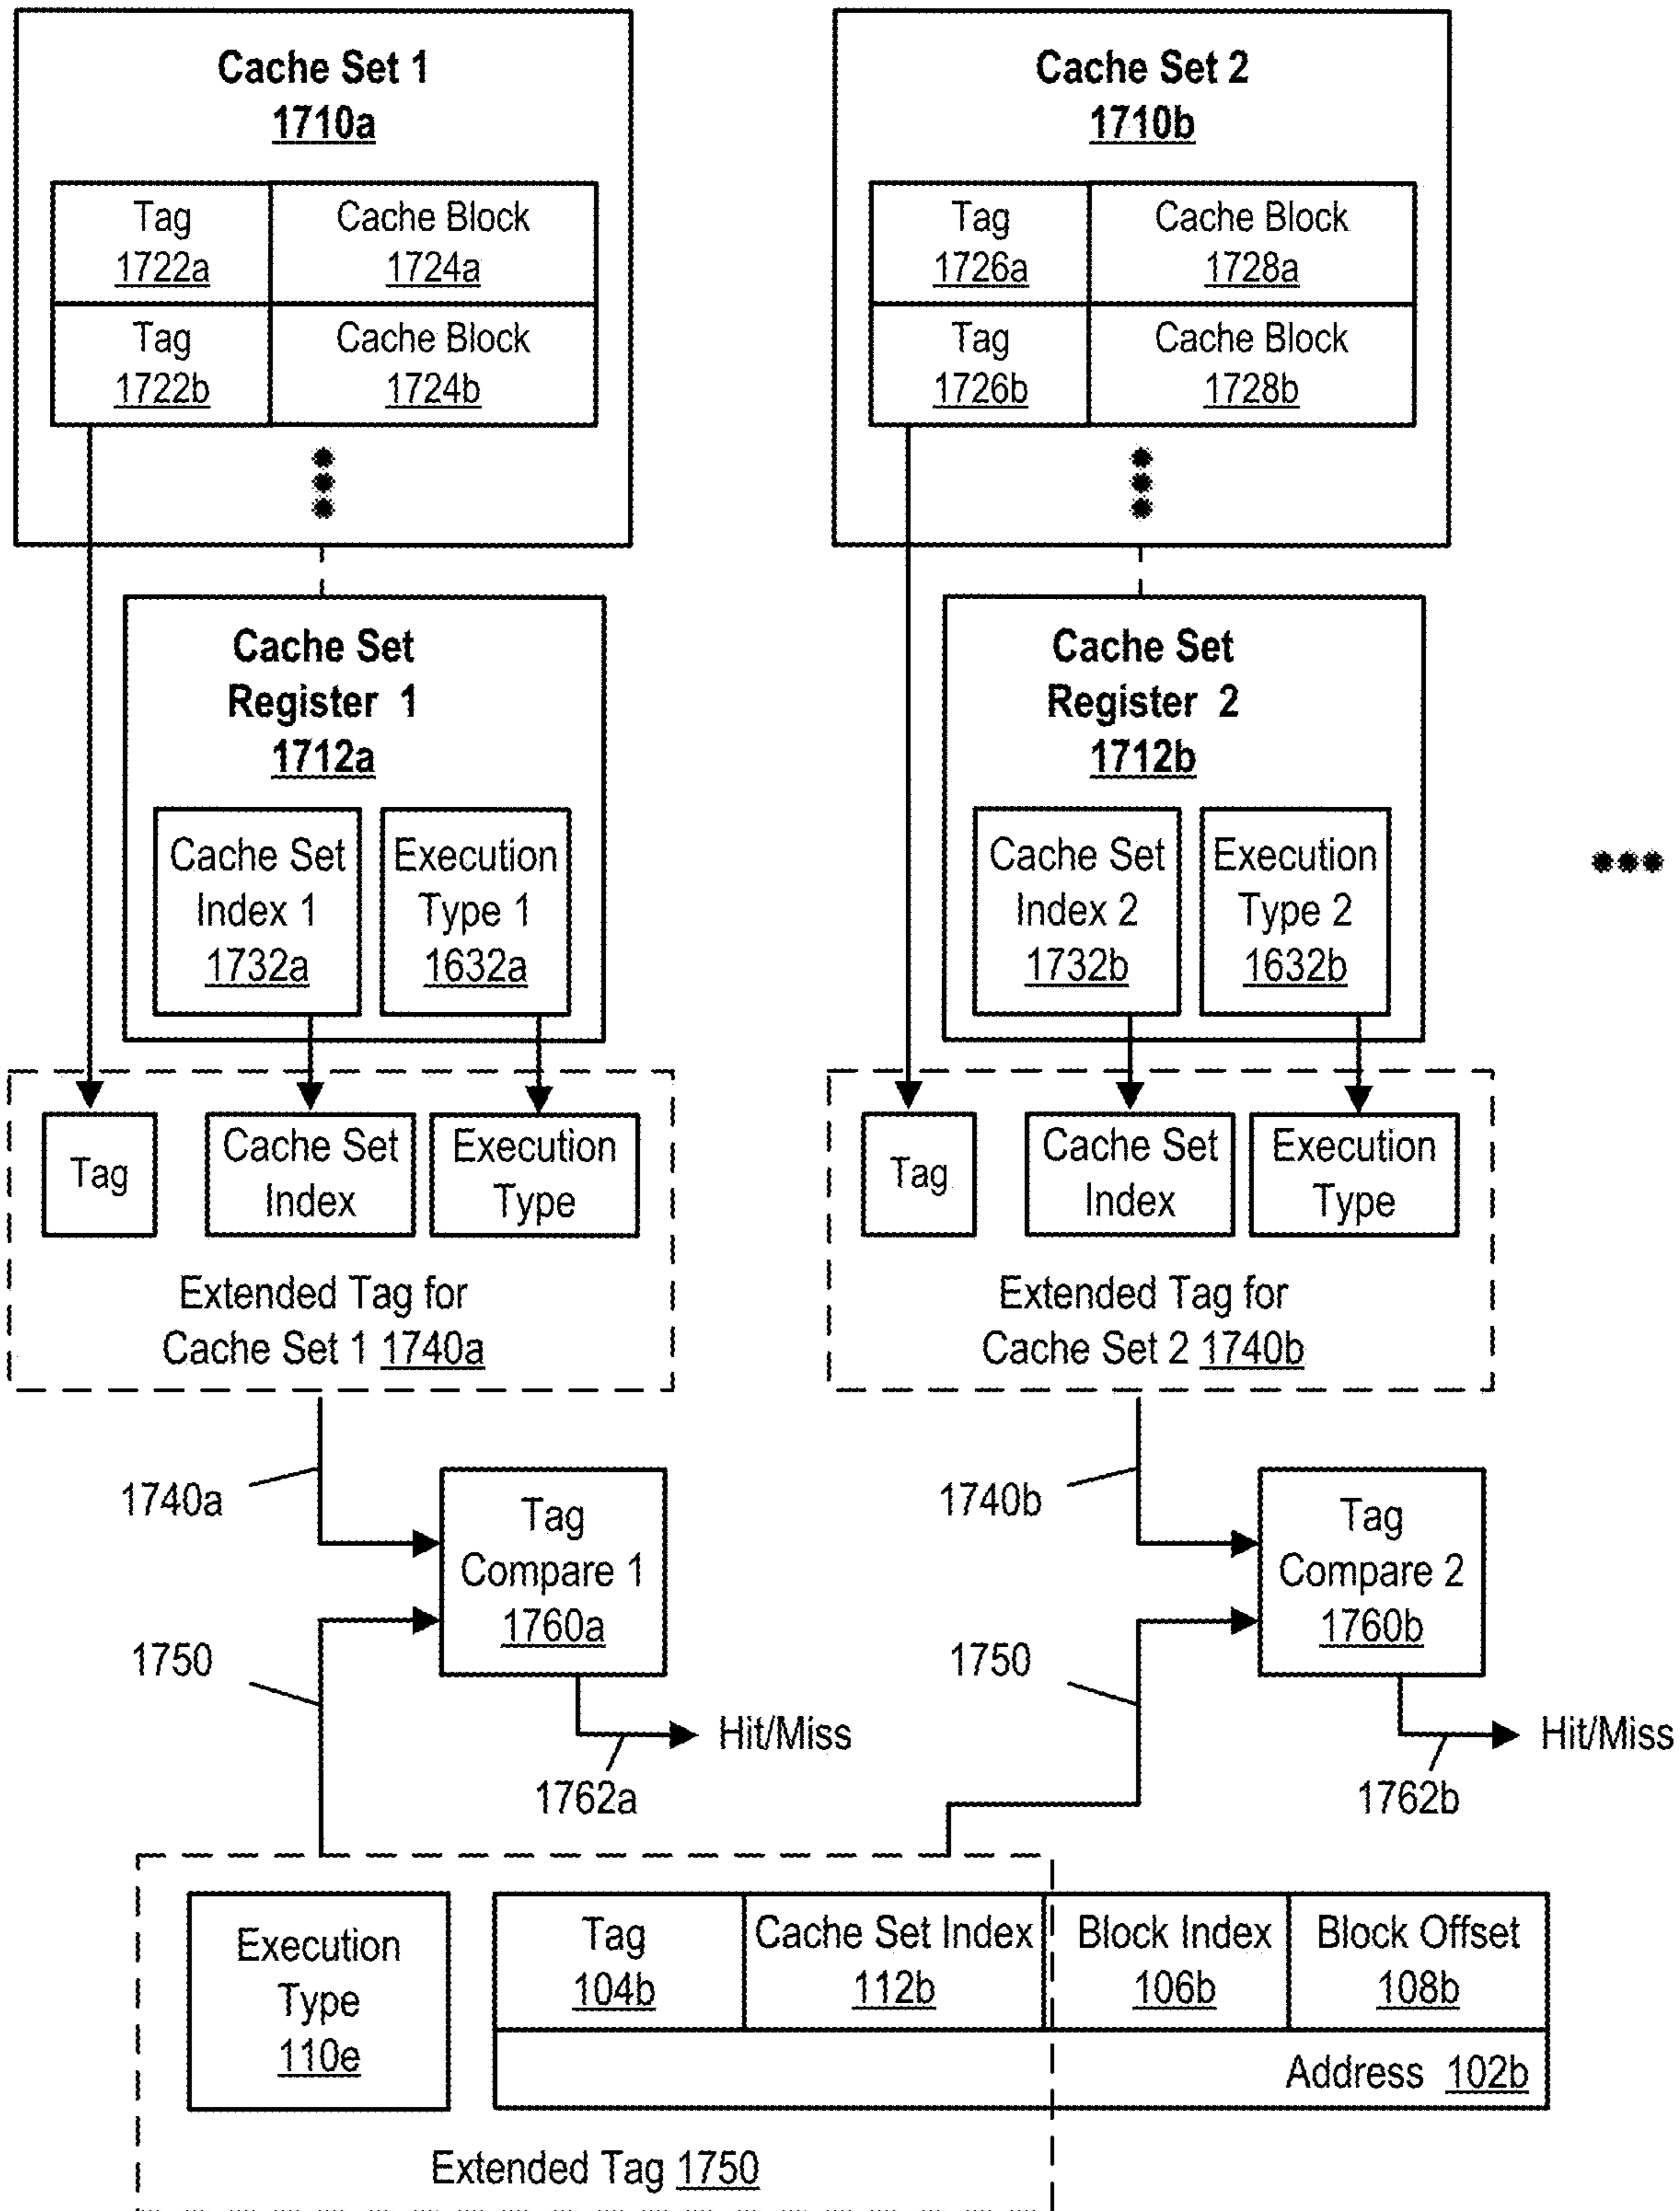 Cache Set 1
1710a
Tag
1722a
Cache Block
1724a
Tag
1722b
Cache Block
1724b
Cache Set 2
1710b
Tag
1726a
Cache Block
1728a
Tag
1726b
Cache Block
1728b
Cache Set
Register 1
1712a
Cache Set
Index 1
1732a
Execution
Type 1
1632a
Cache Set
Register 2
1712b
Cache Set
Index 2
1732b
Execution
Type 2
1632b
Tag
Cache Set
Index
Execution
Type
Extended Tag for
Cache Set 1 1740a
Tag
Cache Set
Index
Execution
Type
Extended Tag for
Cache Set 2 1740b
1740a
Tag
Compare 1
1760a
1750
Hit/Miss
1762a
1740b
Tag
Compare 2
1760b
1750
Hit/Miss
1762b
Execution
Type
110e
Tag
104b
Cache Set Index
112b
Block Index
106b
Block Offset
108b
Address 102b
Extended Tag 1750